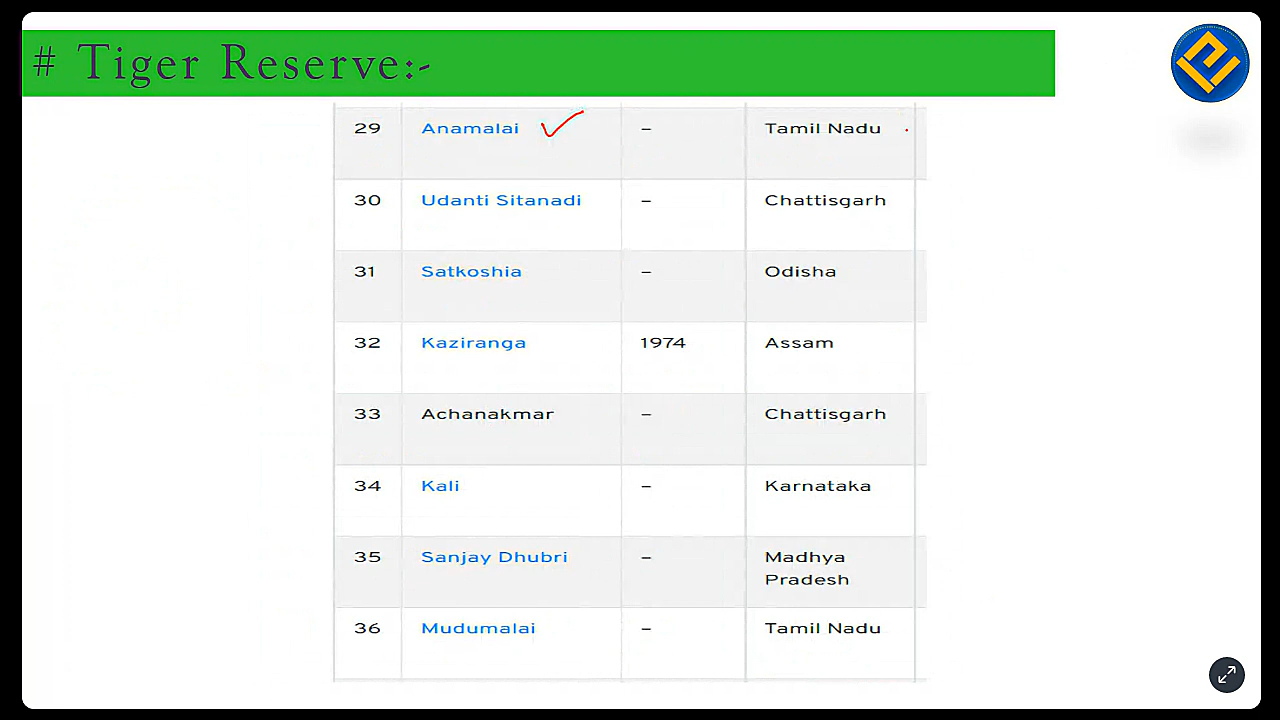 # Tiger Reserve:-
29 Anamalai – Tamil Nadu
30 Udanti Sitanadi – Chattisgarh
31 Satkoshia – Odisha
32 Kaziranga 1974 Assam
33 Achanakmar – Chattisgarh
34 Kali – Karnataka
35 Sanjay Dhubri – Madhya
Pradesh
36 Mudumalai – Tamil Nadu